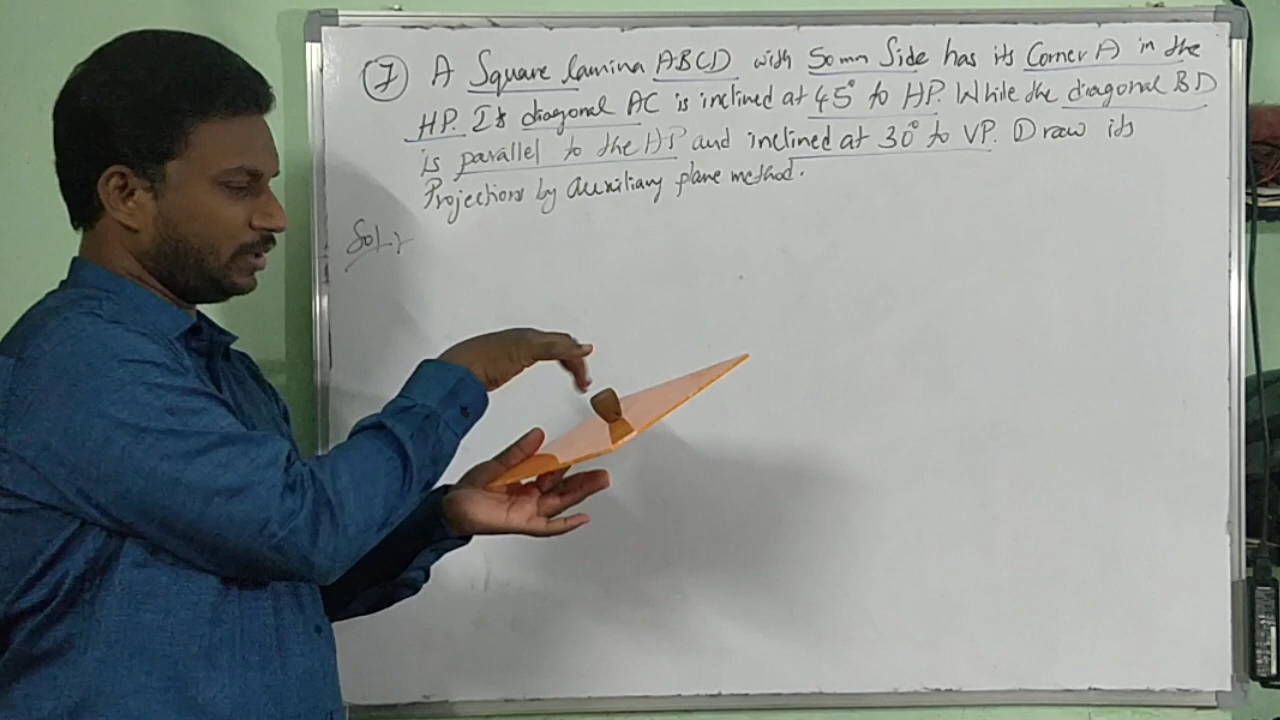 (7) A Square lamina ABCD with 50mm Side has its Corner A in the
HP. Its diagonal AC is inclined at 45° to HP. While the diagonal BD
is parallel to the HP and inclined at 30° to VP. Draw its
Projections by auxiliary plane method.
Sol:-